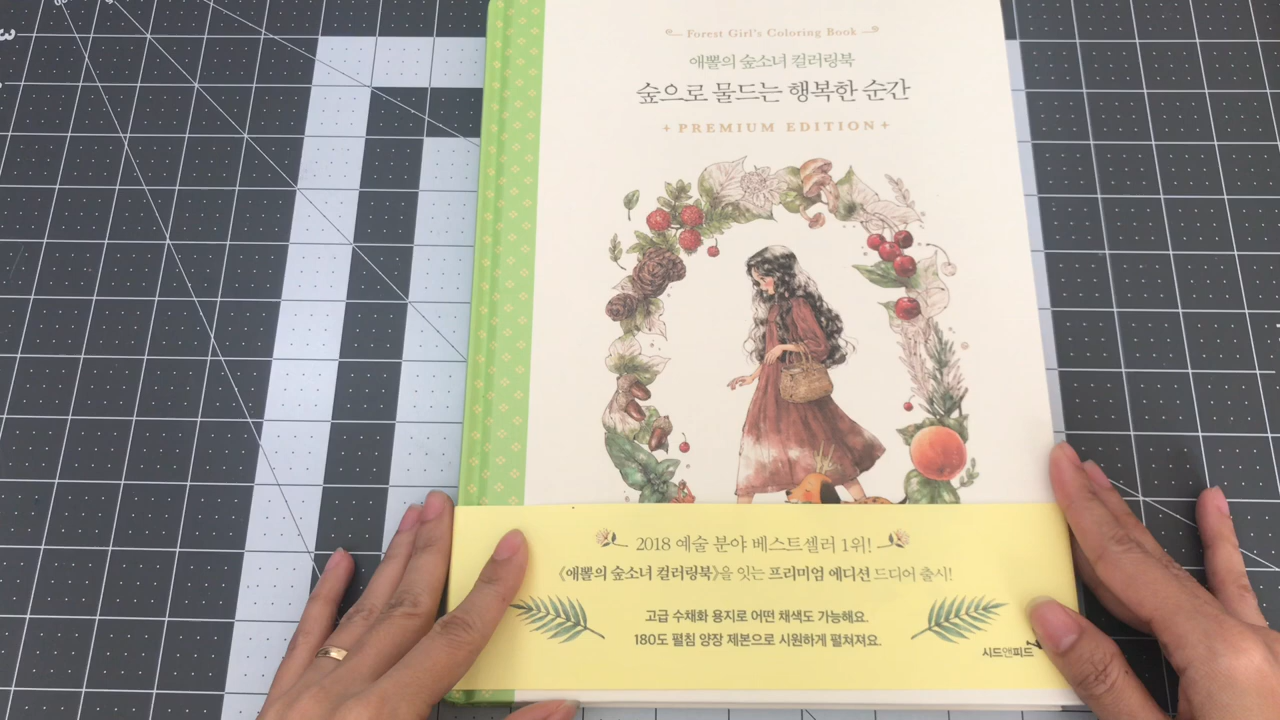 Forest Girl's Coloring Book
애뽈의 숲소녀 컬러링북
숲으로 물드는 행복한 순간
+ PREMIUM EDITION +
2018 예술 분야 베스트셀러 1위!
《애뽈의 숲소녀 컬러링북》을 잇는 프리미엄 에디션 드디어 출시!
고급 수채화 용지로 어떤 채색도 가능해요.
180도 펼침 양장 제본으로 시원하게 펼쳐져요.
시드앤피드